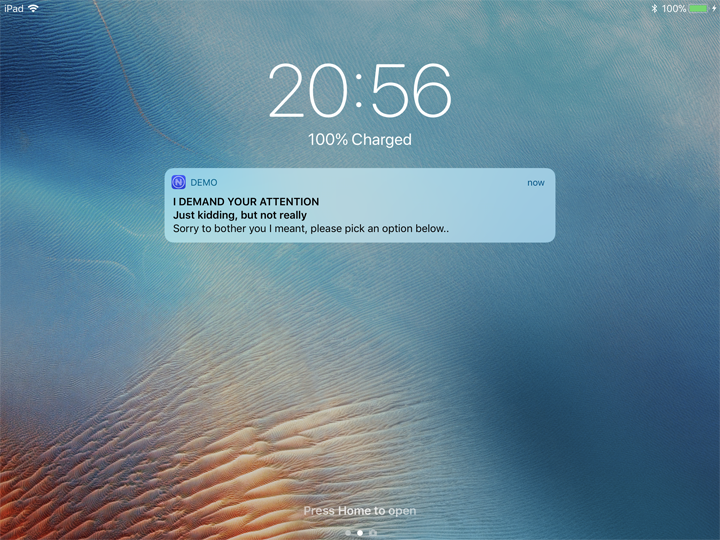 iPad 100%
20:56
100% Charged
DEMO now
I DEMAND YOUR ATTENTION
Just kidding, but not really
Sorry to bother you I meant, please pick an option below..
Press Home to open